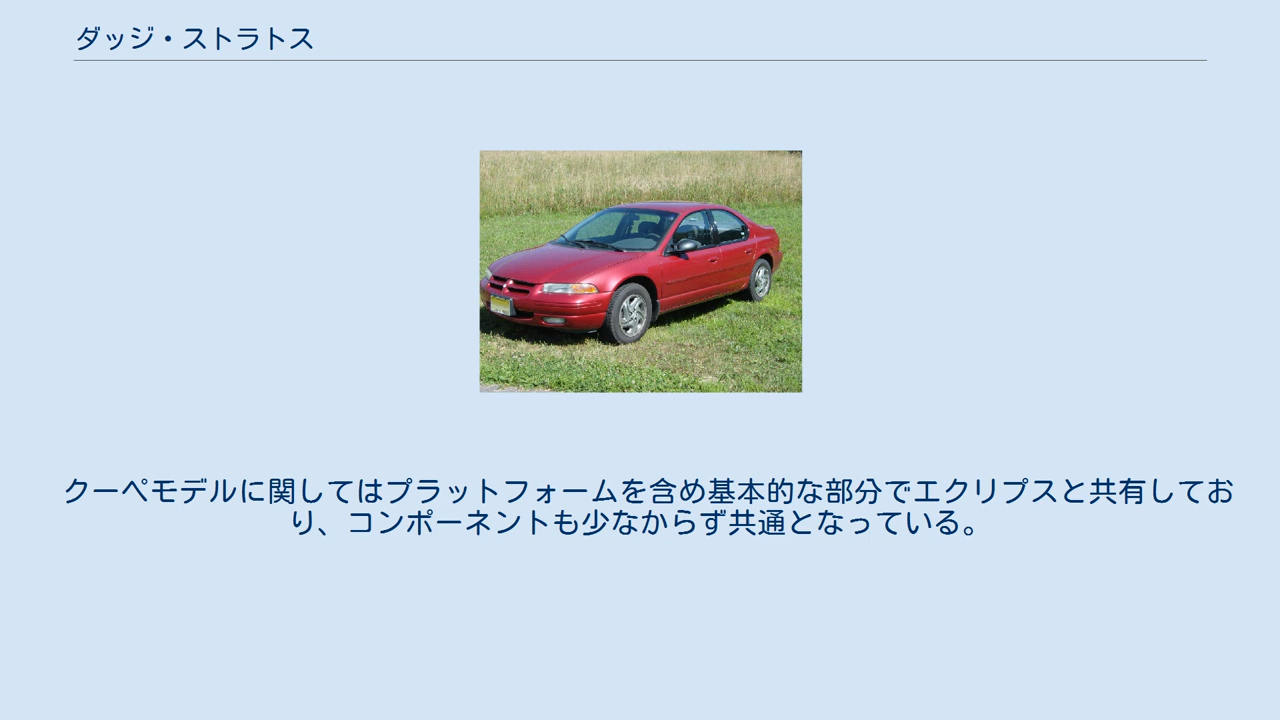 ダッジ・ストラトス
クーペモデルに関してはプラットフォームを含め基本的な部分でエクリプスと共有してお
り、コンポーネントも少なからず共通となっている。